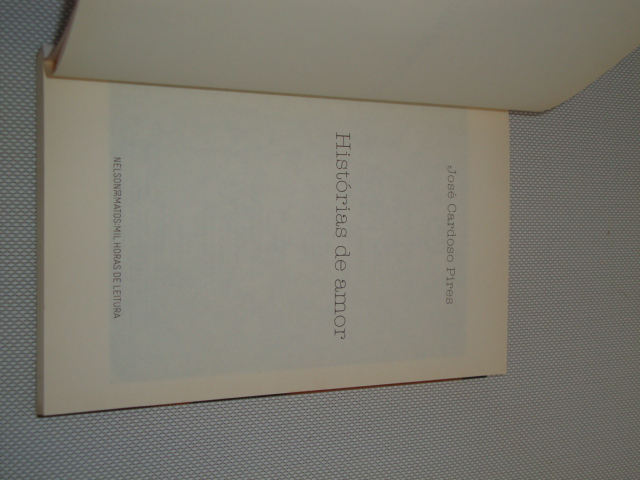 José Cardoso Pires
Histórias de amor
NELSON DE MATOS | MIL HORAS DE LEITURA